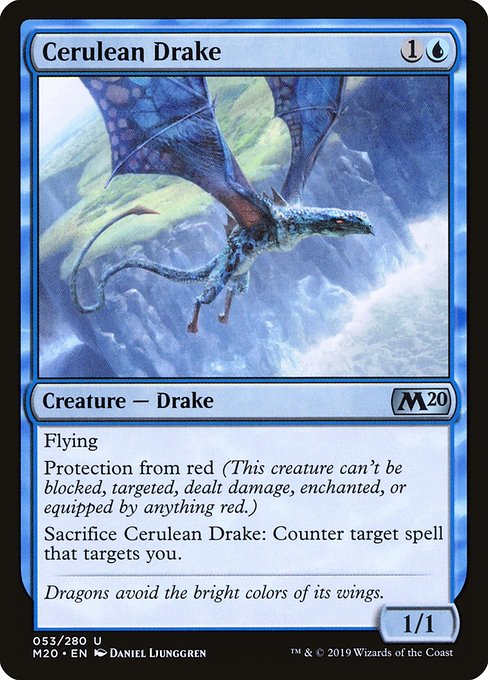 Cerulean Drake 1
Creature — Drake M20
Flying
Protection from red (This creature can't be
blocked, targeted, dealt damage, enchanted, or
equipped by anything red.)
Sacrifice Cerulean Drake: Counter target spell
that targets you.
Dragons avoid the bright colors of its wings.
1/1
053/280 U
M20 • EN Daniel Ljunggren ™ & © 2019 Wizards of the Coast